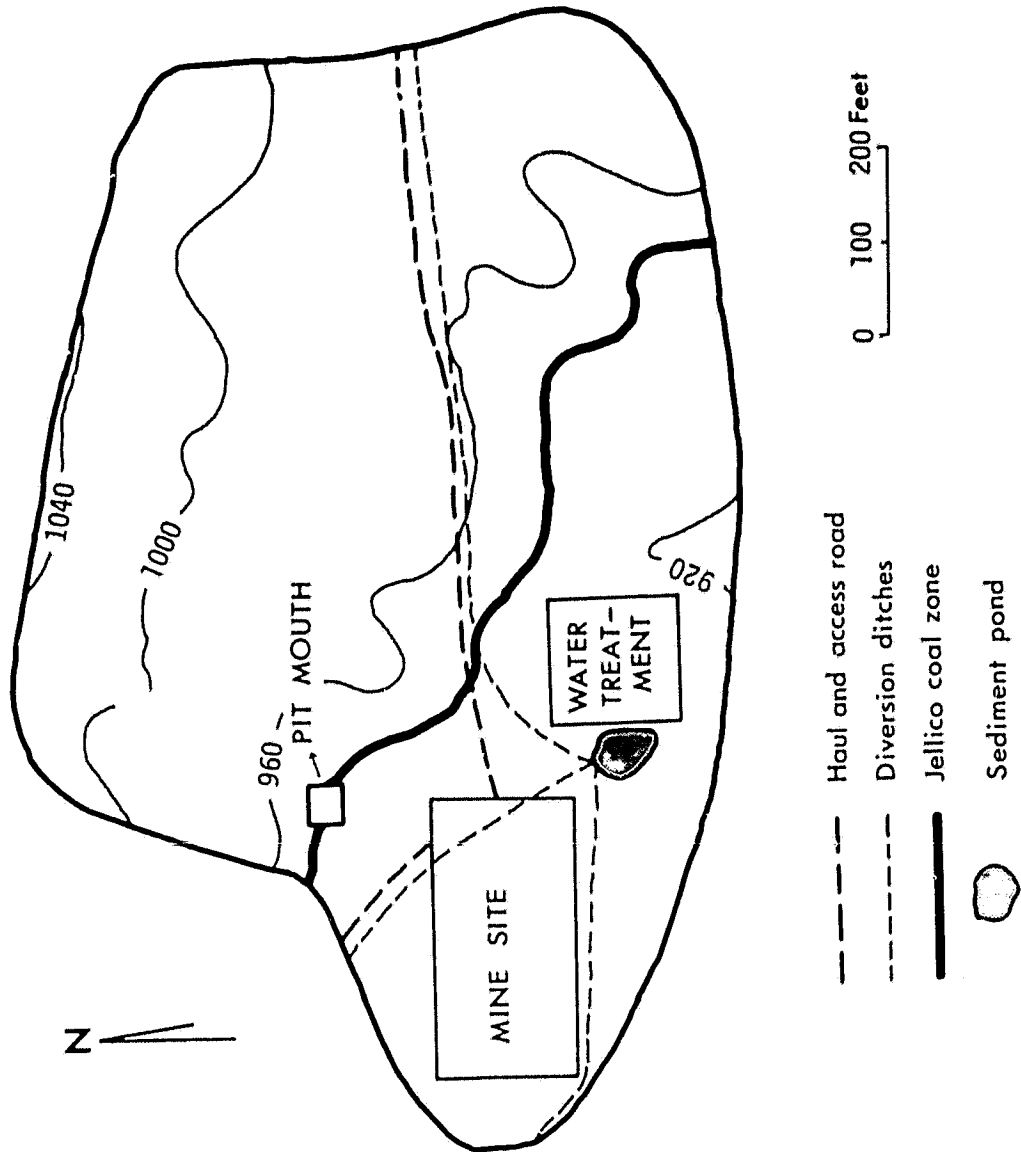 N
1040
1000
960
PIT MOUTH
920
MINE SITE
WATER
TREAT-
MENT
0 100 200 Feet
Haul and access road
Diversion ditches
Jellico coal zone
Sediment pond